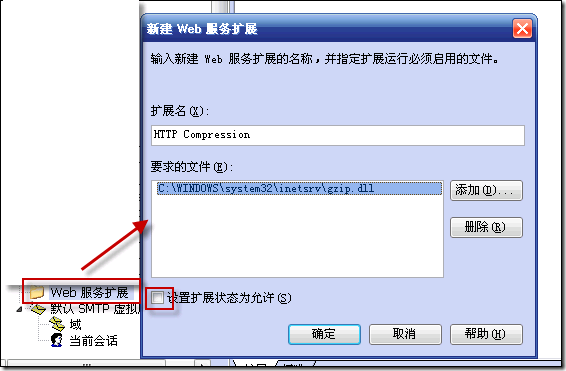 新建 Web 服务扩展
输入新建 Web 服务扩展的名称，并指定扩展运行必须启用的文件。
扩展名(X):
HTTP Compression
要求的文件(E):
C:\WINDOWS\system32\inetsrv\gzip.dll
添加(D)...
删除(R)
设置扩展状态为允许(S)
确定
取消
帮助(H)
Web 服务扩展
默认 SMTP 虚拟
域
当前会话